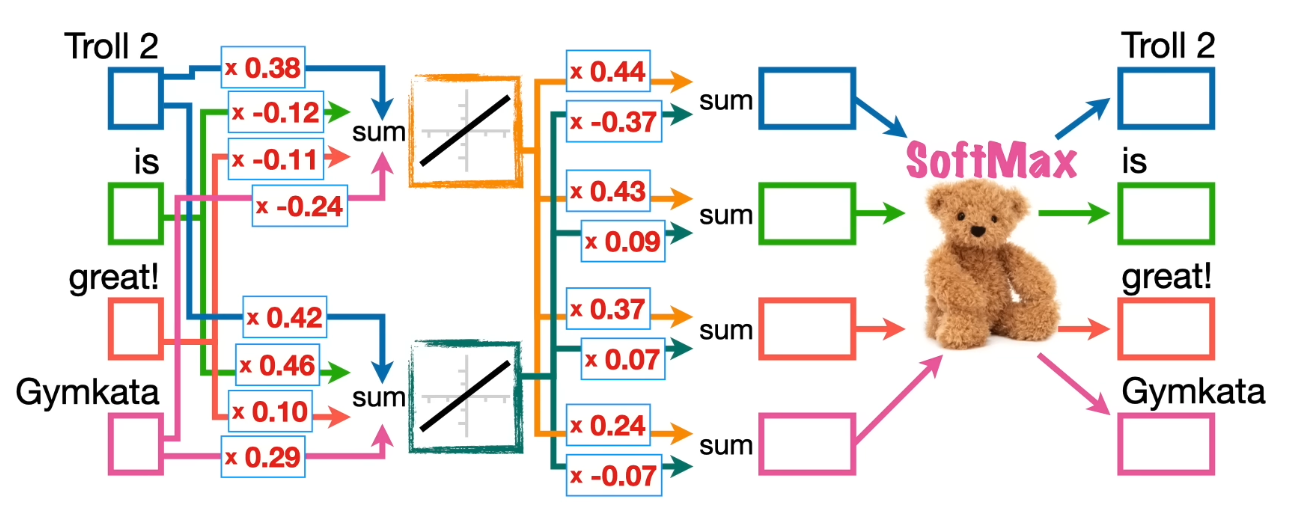 Troll 2
is
great!
Gymkata
x 0.38
x -0.12
x -0.11
x -0.24
sum
x 0.42
x 0.46
x 0.10
x 0.29
sum
x 0.44
x -0.37
sum
x 0.43
x 0.09
sum
x 0.37
x 0.07
sum
x 0.24
x -0.07
sum
SoftMax
Troll 2
is
great!
Gymkata